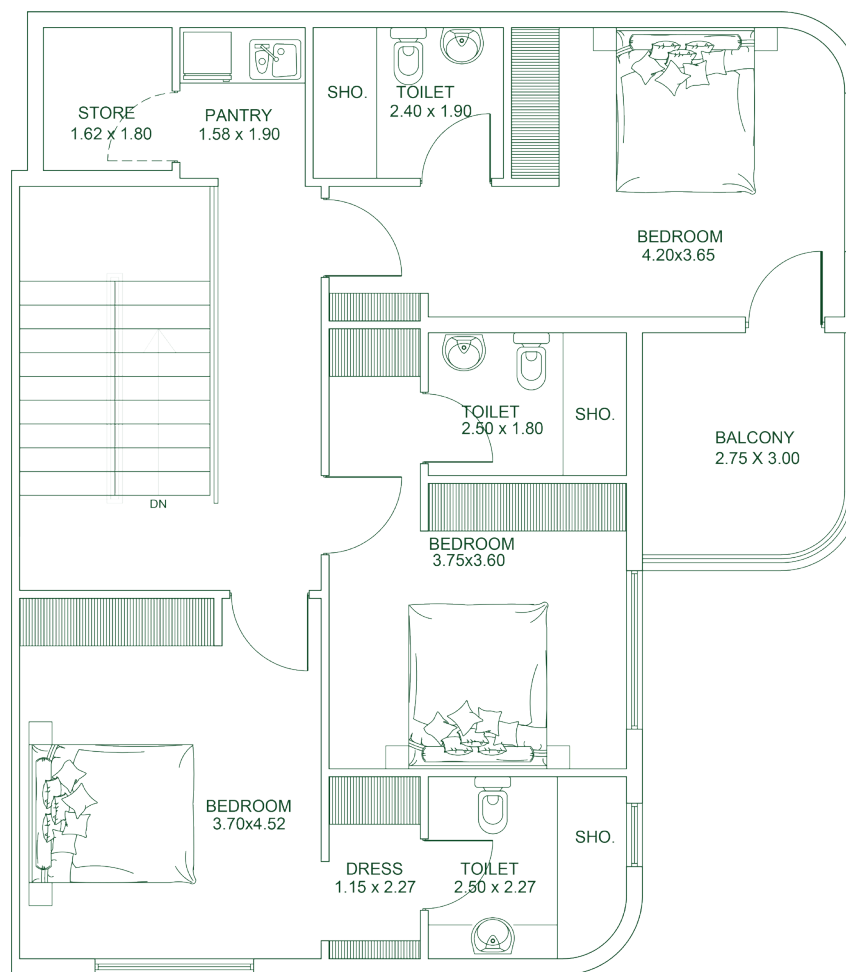 STORE
1.62 x 1.80
PANTRY
1.58 x 1.90
SHO.
TOILET
2.40 x 1.90
BEDROOM
4.20x3.65
TOILET
2.50 x 1.80
SHO.
BALCONY
2.75 X 3.00
DN
BEDROOM
3.75x3.60
BEDROOM
3.70x4.52
DRESS
1.15 x 2.27
TOILET
2.50 x 2.27
SHO.